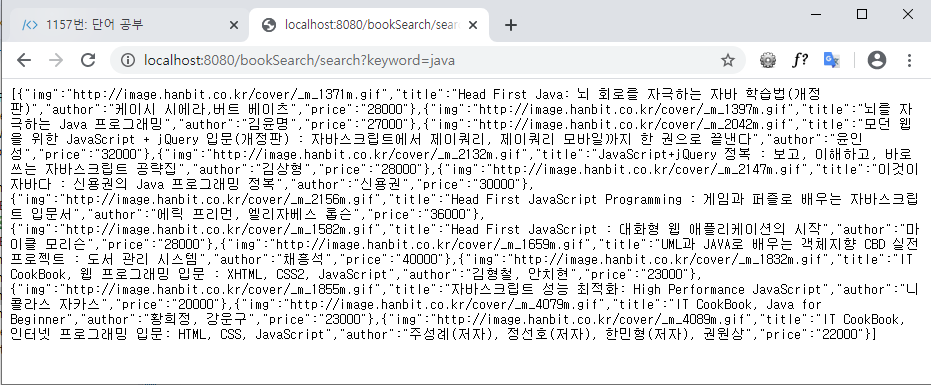 1157번: 단어 공부
localhost:8080/bookSearch/sear
localhost:8080/bookSearch/search?keyword=java
[{"img":"http://image.hanbit.co.kr/cover/_m_1371m.gif","title":"Head First Java: 뇌 회로를 자극하는 자바 학습법(개정
판)","author":"케이시 시에라,버트 베이츠","price":"28000"},{"img":"http://image.hanbit.co.kr/cover/_m_1397m.gif","title":"뇌를 자
극하는 Java 프로그래밍","author":"김윤명","price":"27000"},{"img":"http://image.hanbit.co.kr/cover/_m_2042m.gif","title":"모던 웹
을 위한 JavaScript + jQuery 입문(개정판) : 자바스크립트에서 제이쿼리, 제이쿼리 모바일까지 한 권으로 끝낸다","author":"윤인
성","price":"32000"},{"img":"http://image.hanbit.co.kr/cover/_m_2132m.gif","title":"JavaScript+jQuery 정복 : 보고, 이해하고, 바로
쓰는 자바스크립트 공략집","author":"김상형","price":"28000"},{"img":"http://image.hanbit.co.kr/cover/_m_2147m.gif","title":"이것이
자바다 : 신용권의 Java 프로그래밍 정복","author":"신용권","price":"30000"},
{"img":"http://image.hanbit.co.kr/cover/_m_2156m.gif","title":"Head First JavaScript Programming : 게임과 퍼즐로 배우는 자바스크립
트 입문서","author":"에릭 프리먼, 엘리자베스 롭슨","price":"36000"},
{"img":"http://image.hanbit.co.kr/cover/_m_1582m.gif","title":"Head First JavaScript : 대화형 웹 애플리케이션의 시작","author":"마
이클 모리슨","price":"28000"},{"img":"http://image.hanbit.co.kr/cover/_m_1659m.gif","title":"UML과 JAVA로 배우는 객체지향 CBD 실전
프로젝트 : 도서 관리 시스템","author":"채흥석","price":"40000"},{"img":"http://image.hanbit.co.kr/cover/_m_1832m.gif","title":"IT
CookBook, 웹 프로그래밍 입문 : XHTML, CSS2, JavaScript","author":"김형철, 안치현","price":"23000"},
{"img":"http://image.hanbit.co.kr/cover/_m_1855m.gif","title":"자바스크립트 성능 최적화: High Performance JavaScript","author":"니
콜라스 자카스","price":"20000"},{"img":"http://image.hanbit.co.kr/cover/_m_4079m.gif","title":"IT CookBook, Java for
Beginner","author":"황희정, 강운구","price":"23000"},{"img":"http://image.hanbit.co.kr/cover/_m_4089m.gif","title":"IT CookBook,
인터넷 프로그래밍 입문: HTML, CSS, JavaScript","author":"주성례(저자), 정선호(저자), 한민형(저자), 권원상","price":"22000"}]